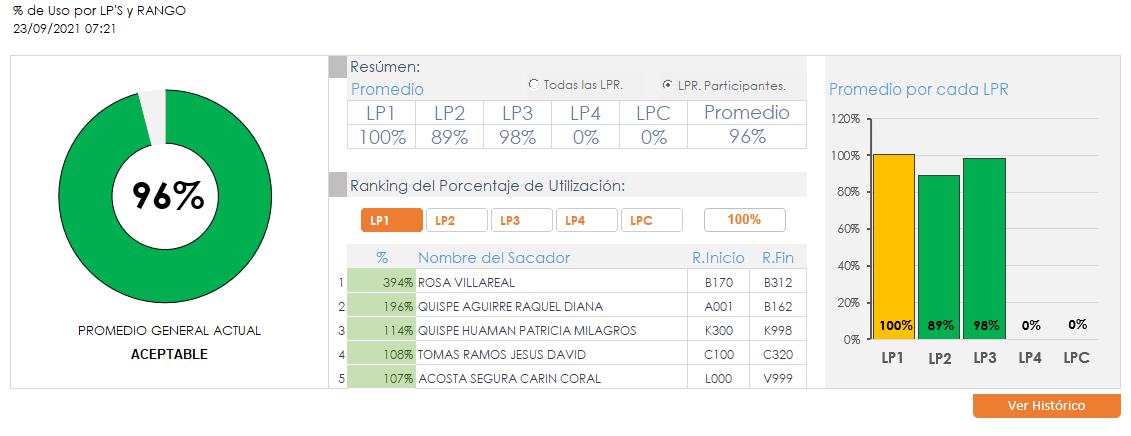 % de Uso por LP'S y RANGO
23/09/2021 07:21
96%
PROMEDIO GENERAL ACTUAL
ACEPTABLE
Resúmen:
Promedio
Todas las LPR.
LPR. Participantes.
LP1 LP2 LP3 LP4 LPC Promedio
100% 89% 98% 0% 0% 96%
Ranking del Porcentaje de Utilización:
LP1 LP2 LP3 LP4 LPC 100%
% Nombre del Sacador R.Inicio R.Fin
1 394% ROSA VILLAREAL B170 B312
2 196% QUISPE AGUIRRE RAQUEL DIANA A001 B162
3 114% QUISPE HUAMAN PATRICIA MILAGROS K300 K998
4 108% TOMAS RAMOS JESUS DAVID C100 C320
5 107% ACOSTA SEGURA CARIN CORAL L000 V999
Promedio por cada LPR
120%
100%
80%
60%
40%
20%
0%
100% 89% 98% 0% 0%
LP1 LP2 LP3 LP4 LPC
Ver Histórico